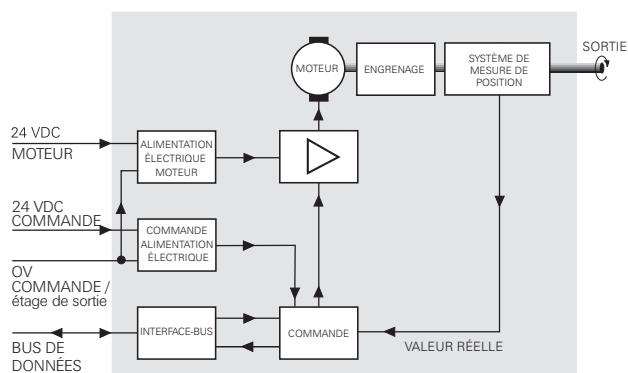 SORTIE
MOTEUR
ENGRENAGE
SYSTÈME DE
MESURE DE
POSITION
24 VDC
MOTEUR
ALIMENTATION
ÉLECTRIQUE
MOTEUR
24 VDC
COMMANDE
COMMANDE
ALIMENTATION
ÉLECTRIQUE
OV
COMMANDE /
étage de sortie
INTERFACE-BUS
COMMANDE
VALEUR RÉELLE
BUS DE
DONNÉES